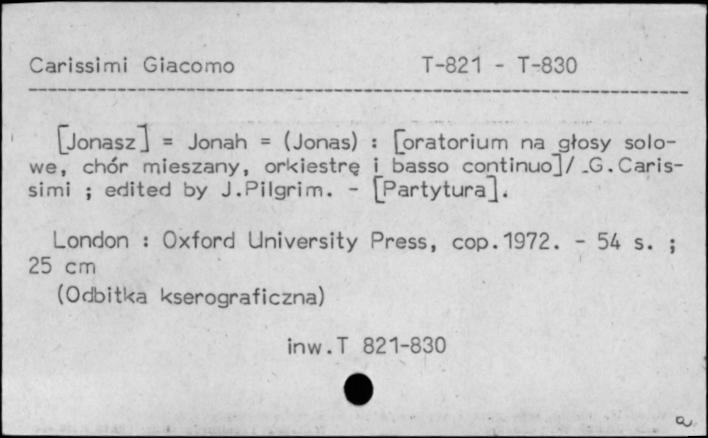 Carissimi Giacomo T-821 - T-830
[Jonasz] = Jonah = (Jonas) : [oratorium na głosy solo-
we, chór mieszany, orkiestrę i basso continuo]/ .G.Caris-
simi ; edited by J.Pilgrim. - [Partytura].
London : Oxford University Press, cop.1972. - 54 s. ;
25 cm
(Odbitka kserograficzna)
inw.T 821-830
a